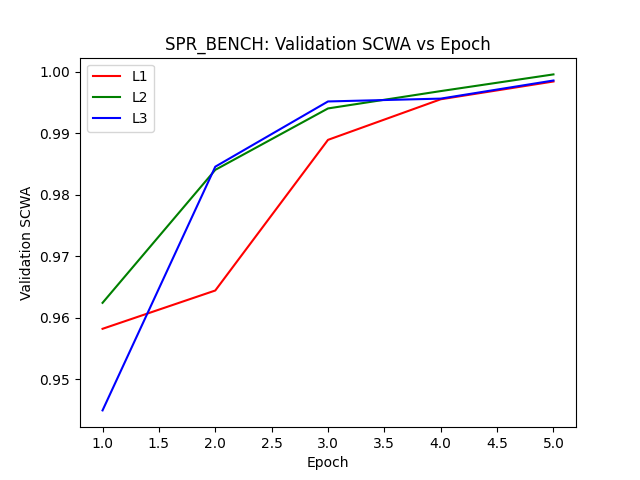 SPR_BENCH: Validation SCWA vs Epoch
L1
L2
L3
Validation SCWA
1.00
0.99
0.98
0.97
0.96
0.95
1.0 1.5 2.0 2.5 3.0 3.5 4.0 4.5 5.0
Epoch